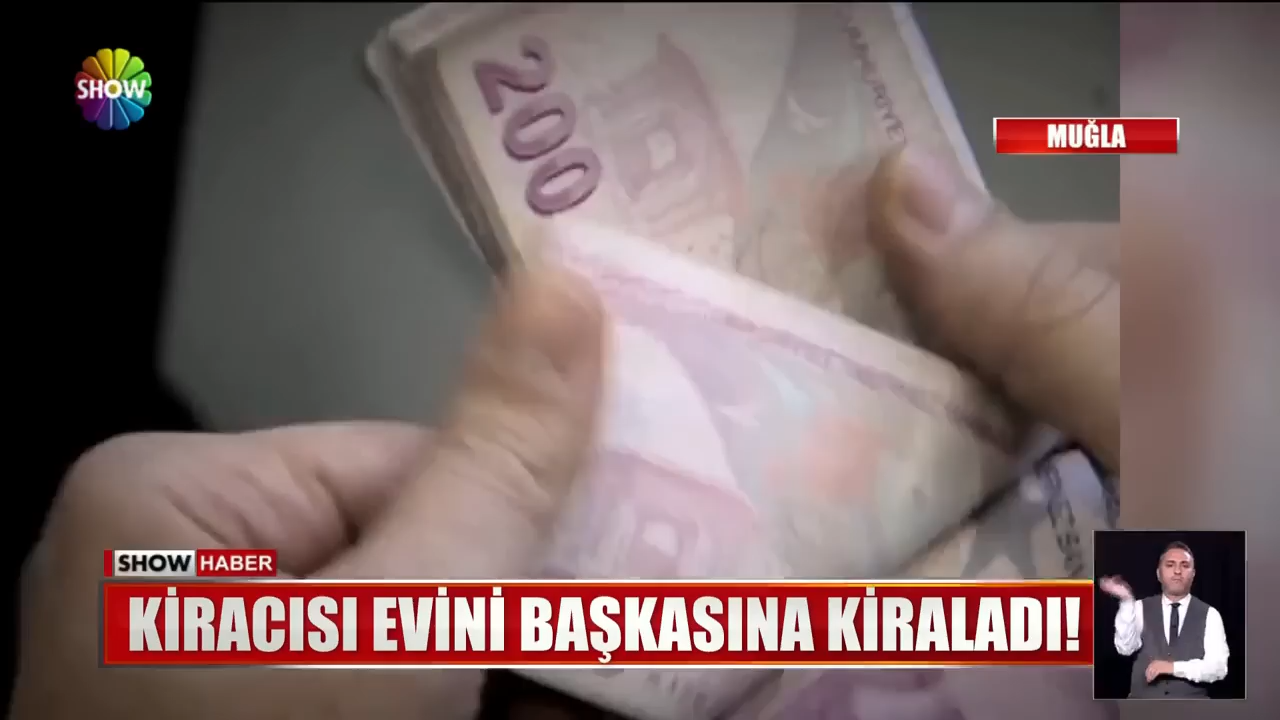 SHOW
MUĞLA
200
SHOW HABER
KİRACISI EVİNİ BAŞKASINA KİRALADI!